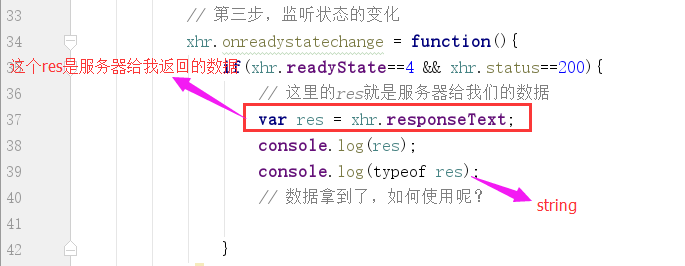 33 // 第三步，监听状态的变化
34 xhr.onreadystatechange = function(){
这个res是服务器给我返回的数据
35 if(xhr.readyState==4 && xhr.status==200){
36 // 这里的res就是服务器给我们的数据
37 var res = xhr.responseText;
38 console.log(res);
39 console.log(typeof res);
40 // 数据拿到了，如何使用呢？
string
41
42 }